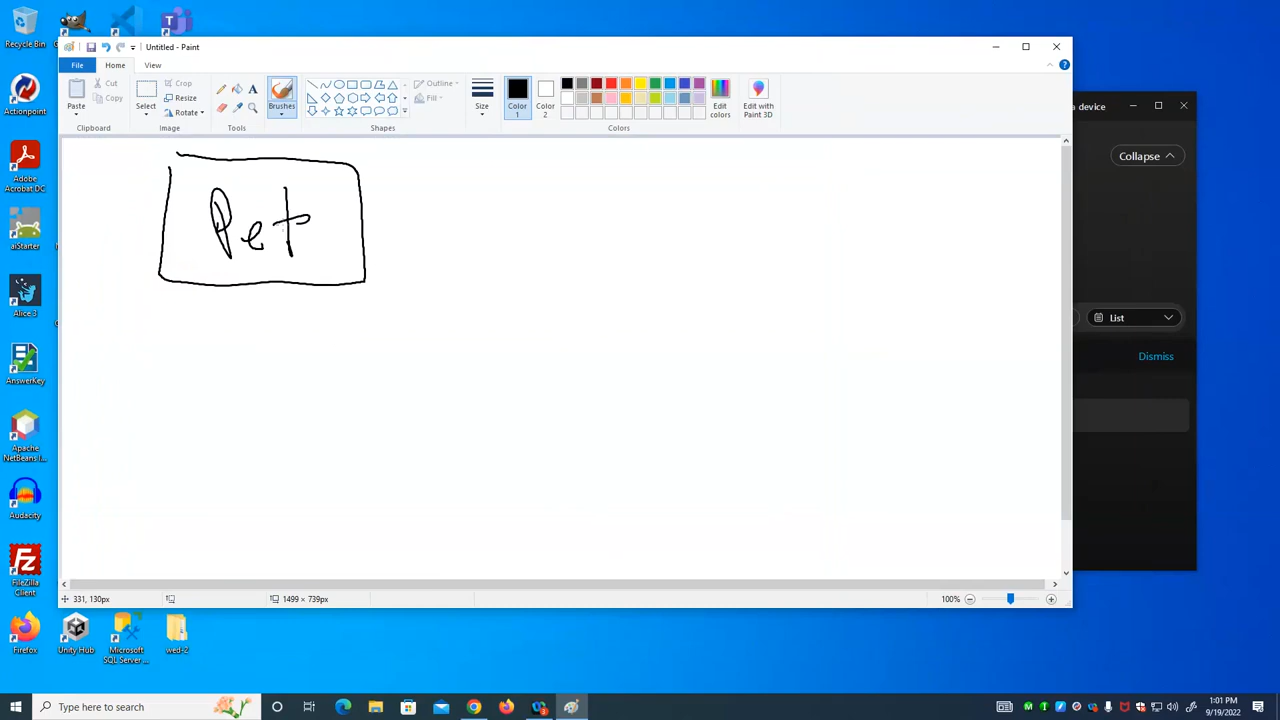 Recycle Bin
Untitled - Paint
File
Home
View
Paste
Cut
Copy
Clipboard
Select
Crop
Resize
Rotate
Image
Tools
Brushes
Shapes
Outline
Fill
Size
Color
1
Color
2
Edit
colors
Edit with
Paint 3D
Colors
a device
Collapse
List
Dismiss
Pet
Actionpoint
Adobe
Acrobat DC
aiStarter
Alice 3
AnswerKey
Apache
NetBeans I...
Audacity
FileZilla
Client
Firefox
Unity Hub
Microsoft
SQL Server ...
wed-2
331, 130px
1499 × 739px
100%
Type here to search
1:01 PM
9/19/2022